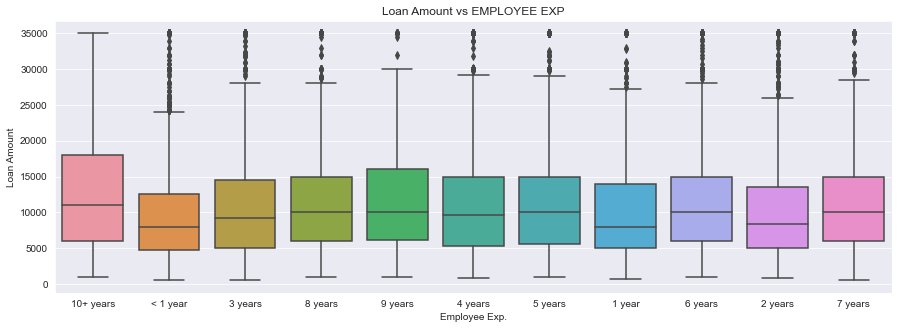 Loan Amount vs EMPLOYEE EXP
35000
30000
25000
20000
15000
10000
5000
0
Loan Amount
10+ years < 1 year 3 years 8 years 9 years 4 years 5 years 1 year 6 years 2 years 7 years
Employee Exp.